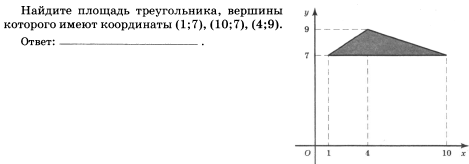 Найдите площадь треугольника, вершины
которого имеют координаты (1;7), (10;7), (4;9).
Ответ: ______________________ .
y
9
7
O 1 4 10 x